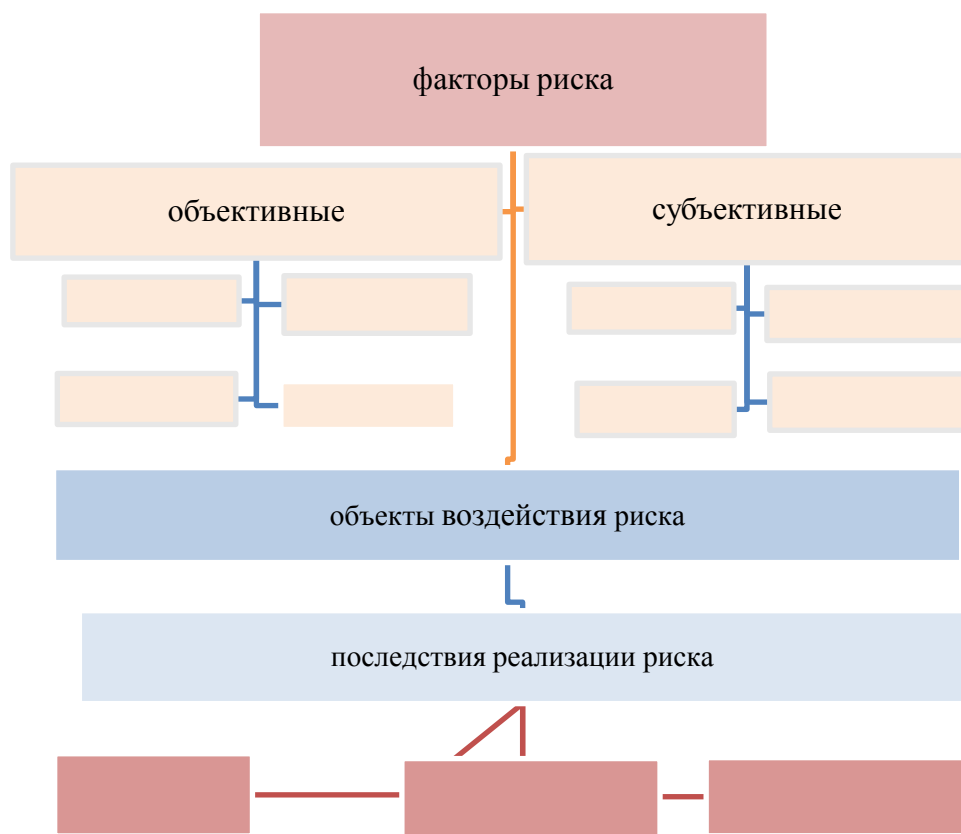 факторы риска
объективные
субъективные
объекты воздействия риска
последствия реализации риска